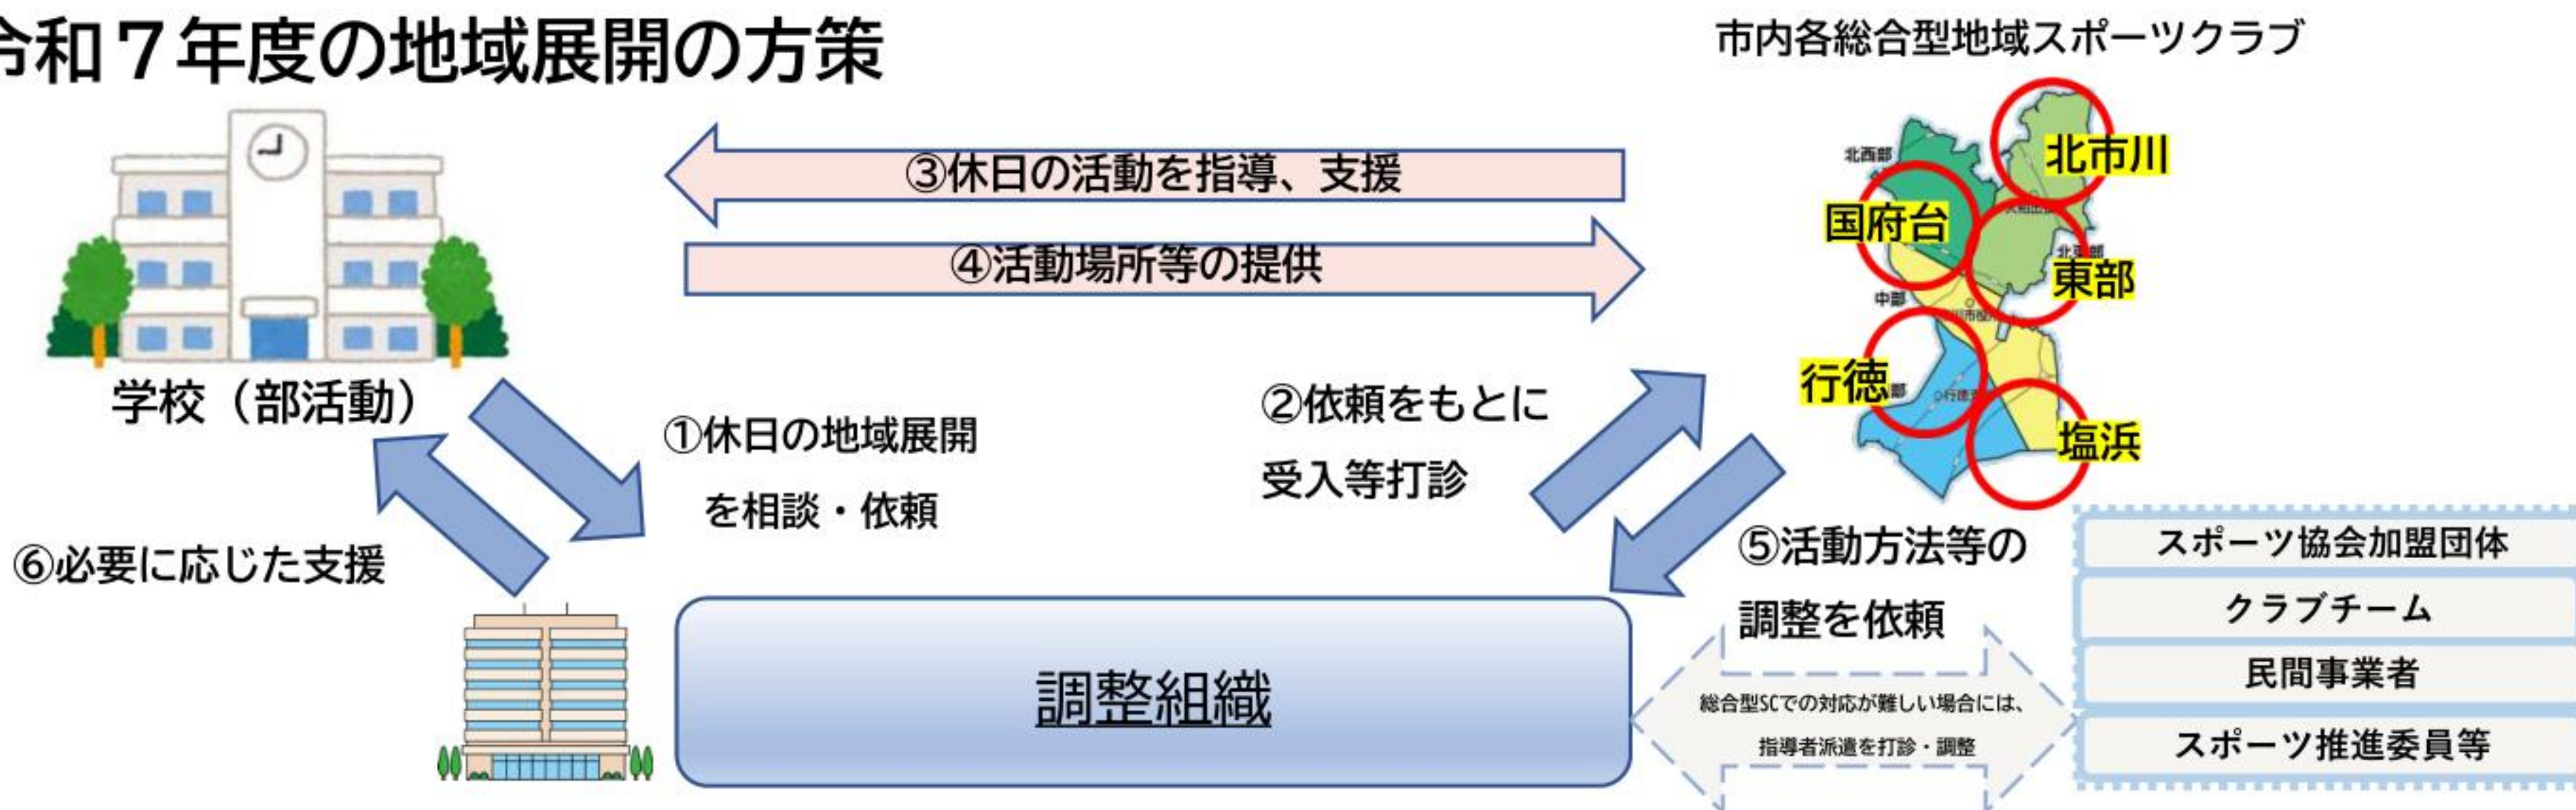 令和７年度の地域展開の方策
市内各総合型地域スポーツクラブ
③休日の活動を指導、支援
④活動場所等の提供
北西部
北市川
国府台
東部
中部
行徳
塩浜
学校（部活動）
①休日の地域展開
を相談・依頼
②依頼をもとに
受入等打診
⑤活動方法等の
調整を依頼
⑥必要に応じた支援
調整組織
総合型SCでの対応が難しい場合には、
指導者派遣を打診・調整
スポーツ協会加盟団体
クラブチーム
民間事業者
スポーツ推進委員等